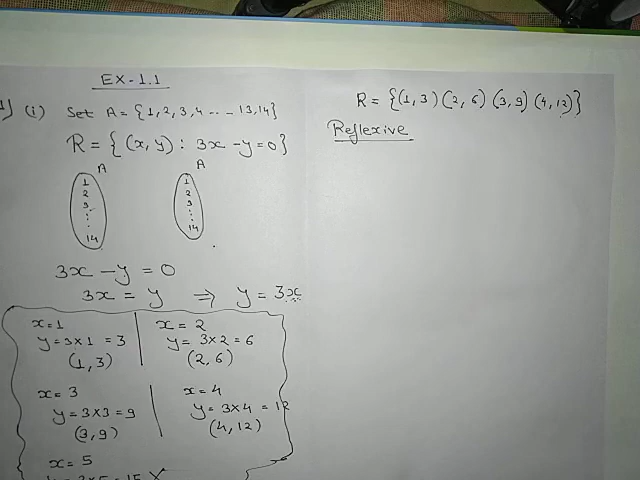 EX-1.1
1) (i) Set A = {1, 2, 3, 4 ---- 13, 14}
R = {(x, y) : 3x - y = 0}
A A
1 1
2 2
3 3
⋮ ⋮
14 14
3x - y = 0
3x = y ⇒ y = 3x
x = 1
y = 3×1 = 3
(1, 3)
x = 2
y = 3×2 = 6
(2, 6)
x = 3
y = 3×3 = 9
(3, 9)
x = 4
y = 3×4 = 12
(4, 12)
x = 5
R = {(1, 3) (2, 6) (3, 9) (4, 12)}
Reflexive